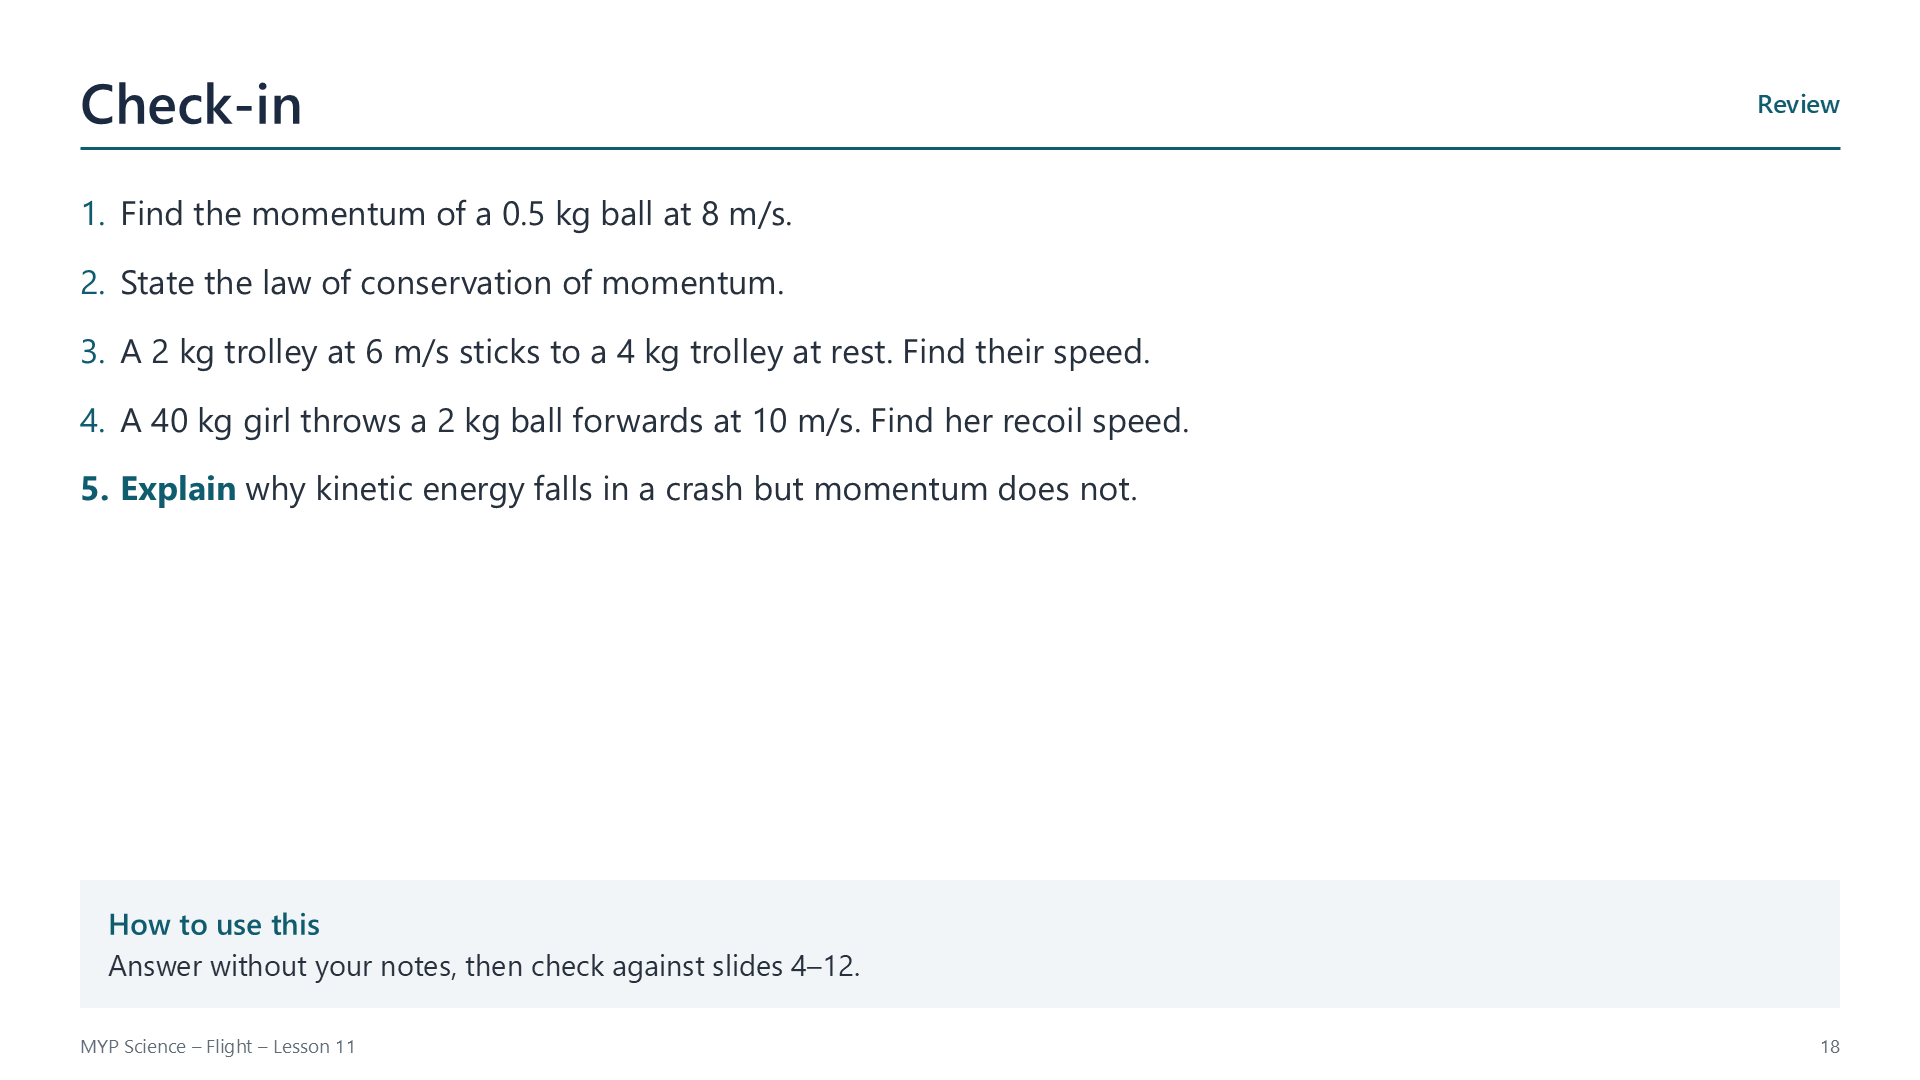 Check-in
Review
1. Find the momentum of a 0.5 kg ball at 8 m/s.
2. State the law of conservation of momentum.
3. A 2 kg trolley at 6 m/s sticks to a 4 kg trolley at rest. Find their speed.
4. A 40 kg girl throws a 2 kg ball forwards at 10 m/s. Find her recoil speed.
5. Explain why kinetic energy falls in a crash but momentum does not.
How to use this
Answer without your notes, then check against slides 4–12.
MYP Science – Flight – Lesson 11
18